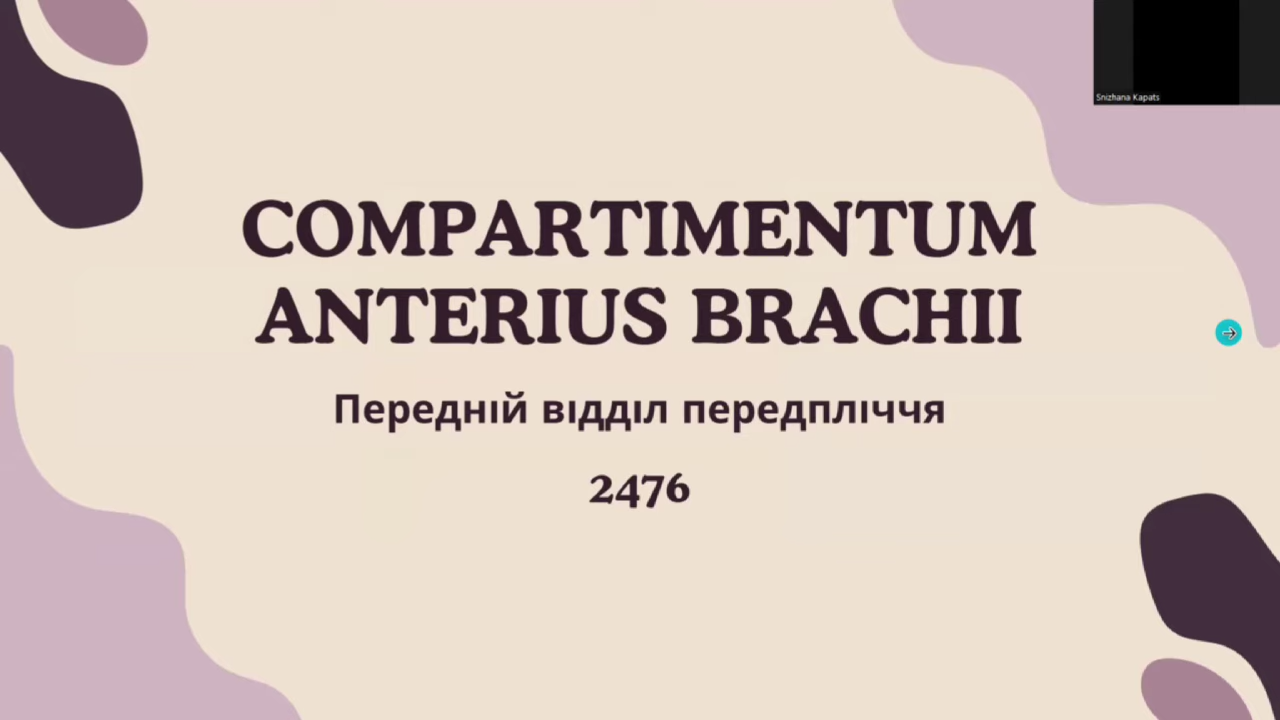 Snizhana Kapats
COMPARTIMENTUM
ANTERIUS BRACHII
Передній відділ передпліччя
2476